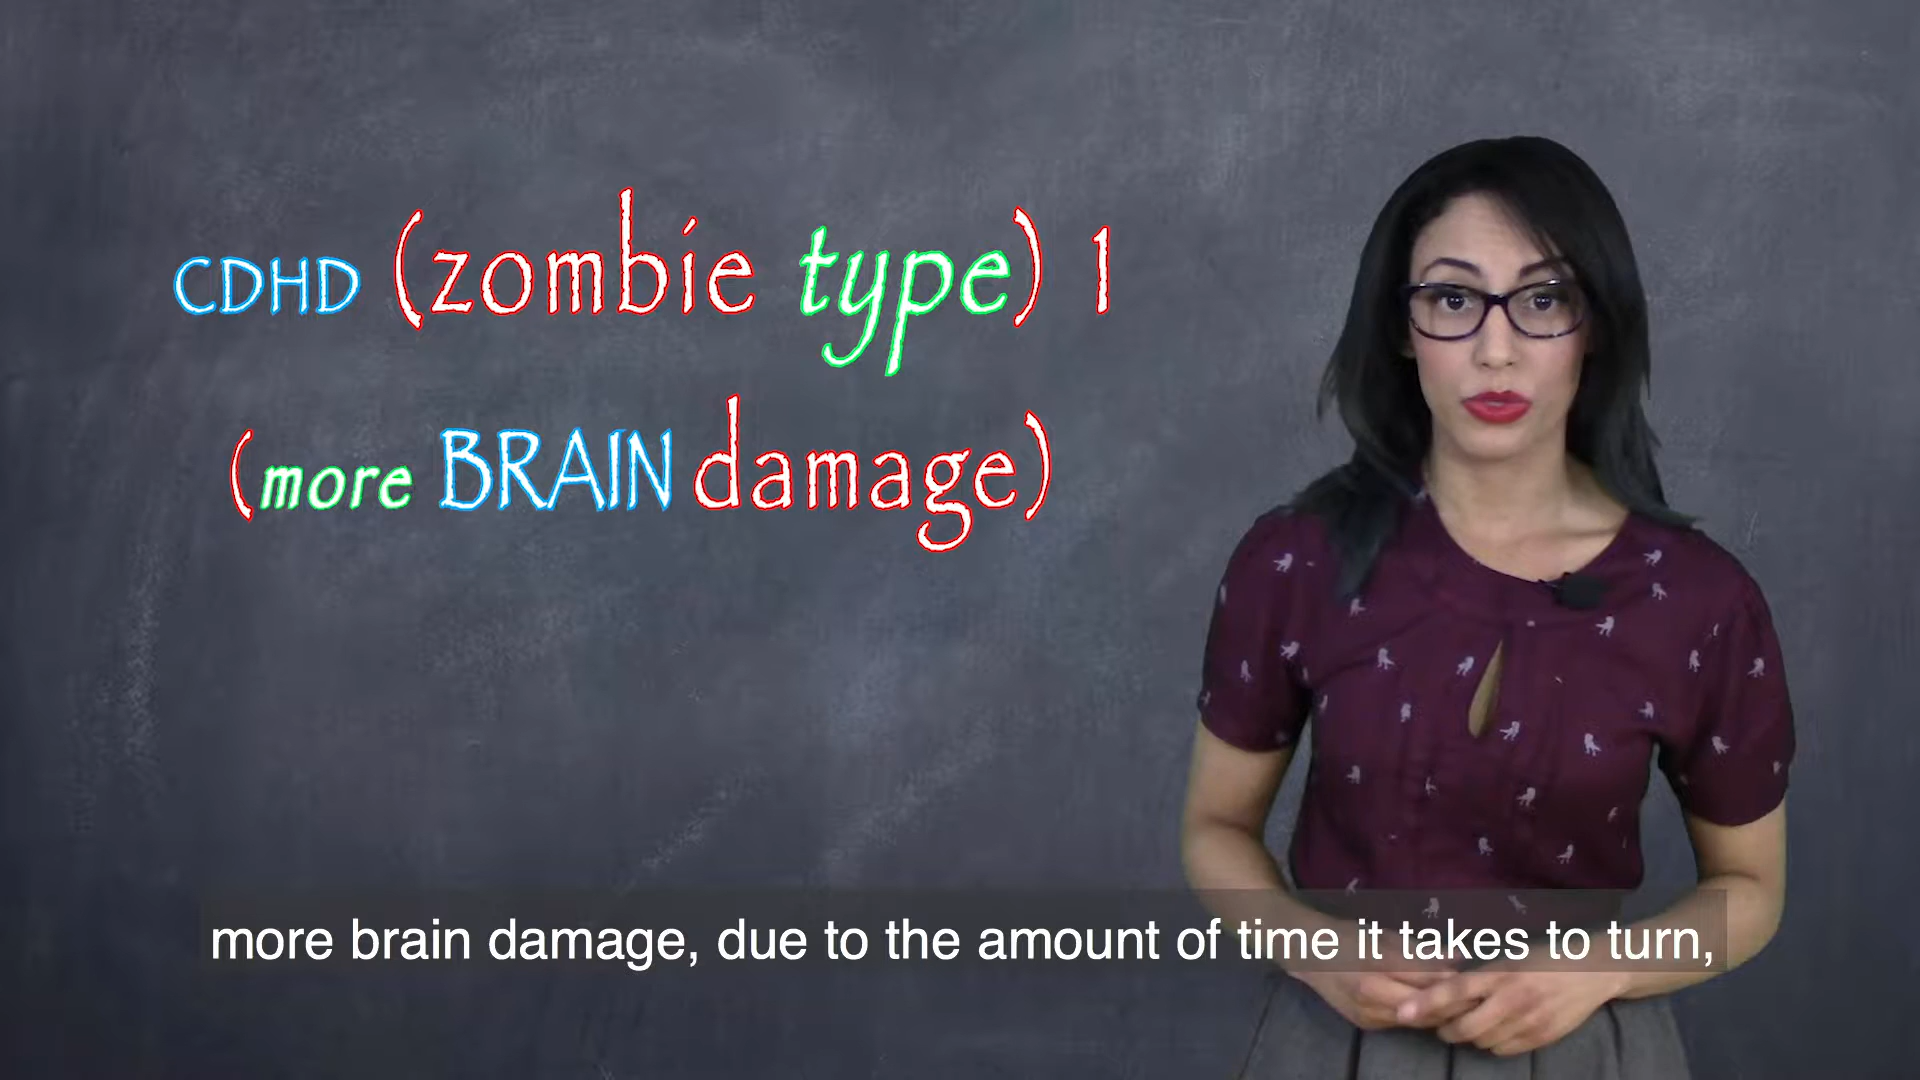 CDHD (zombie type) 1
(more BRAIN damage)
more brain damage, due to the amount of time it takes to turn,